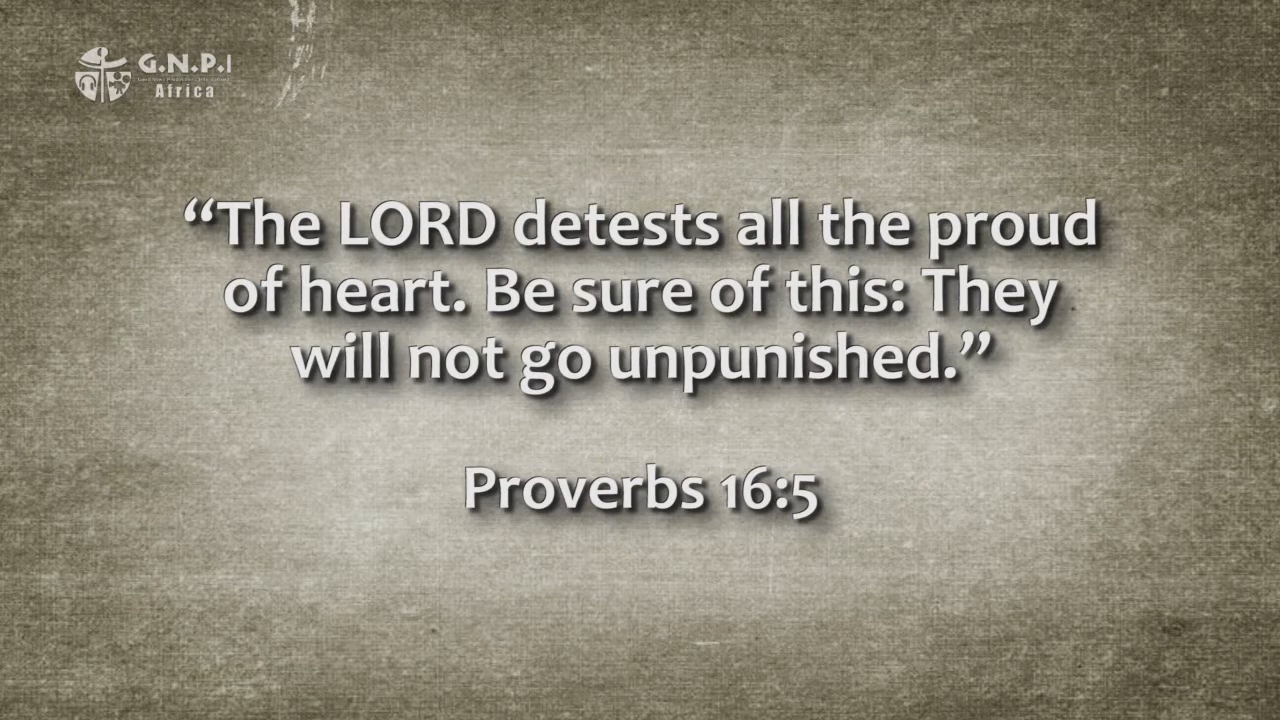 G.N.P.I
Africa
“The LORD detests all the proud
of heart. Be sure of this: They
will not go unpunished.”
Proverbs 16:5